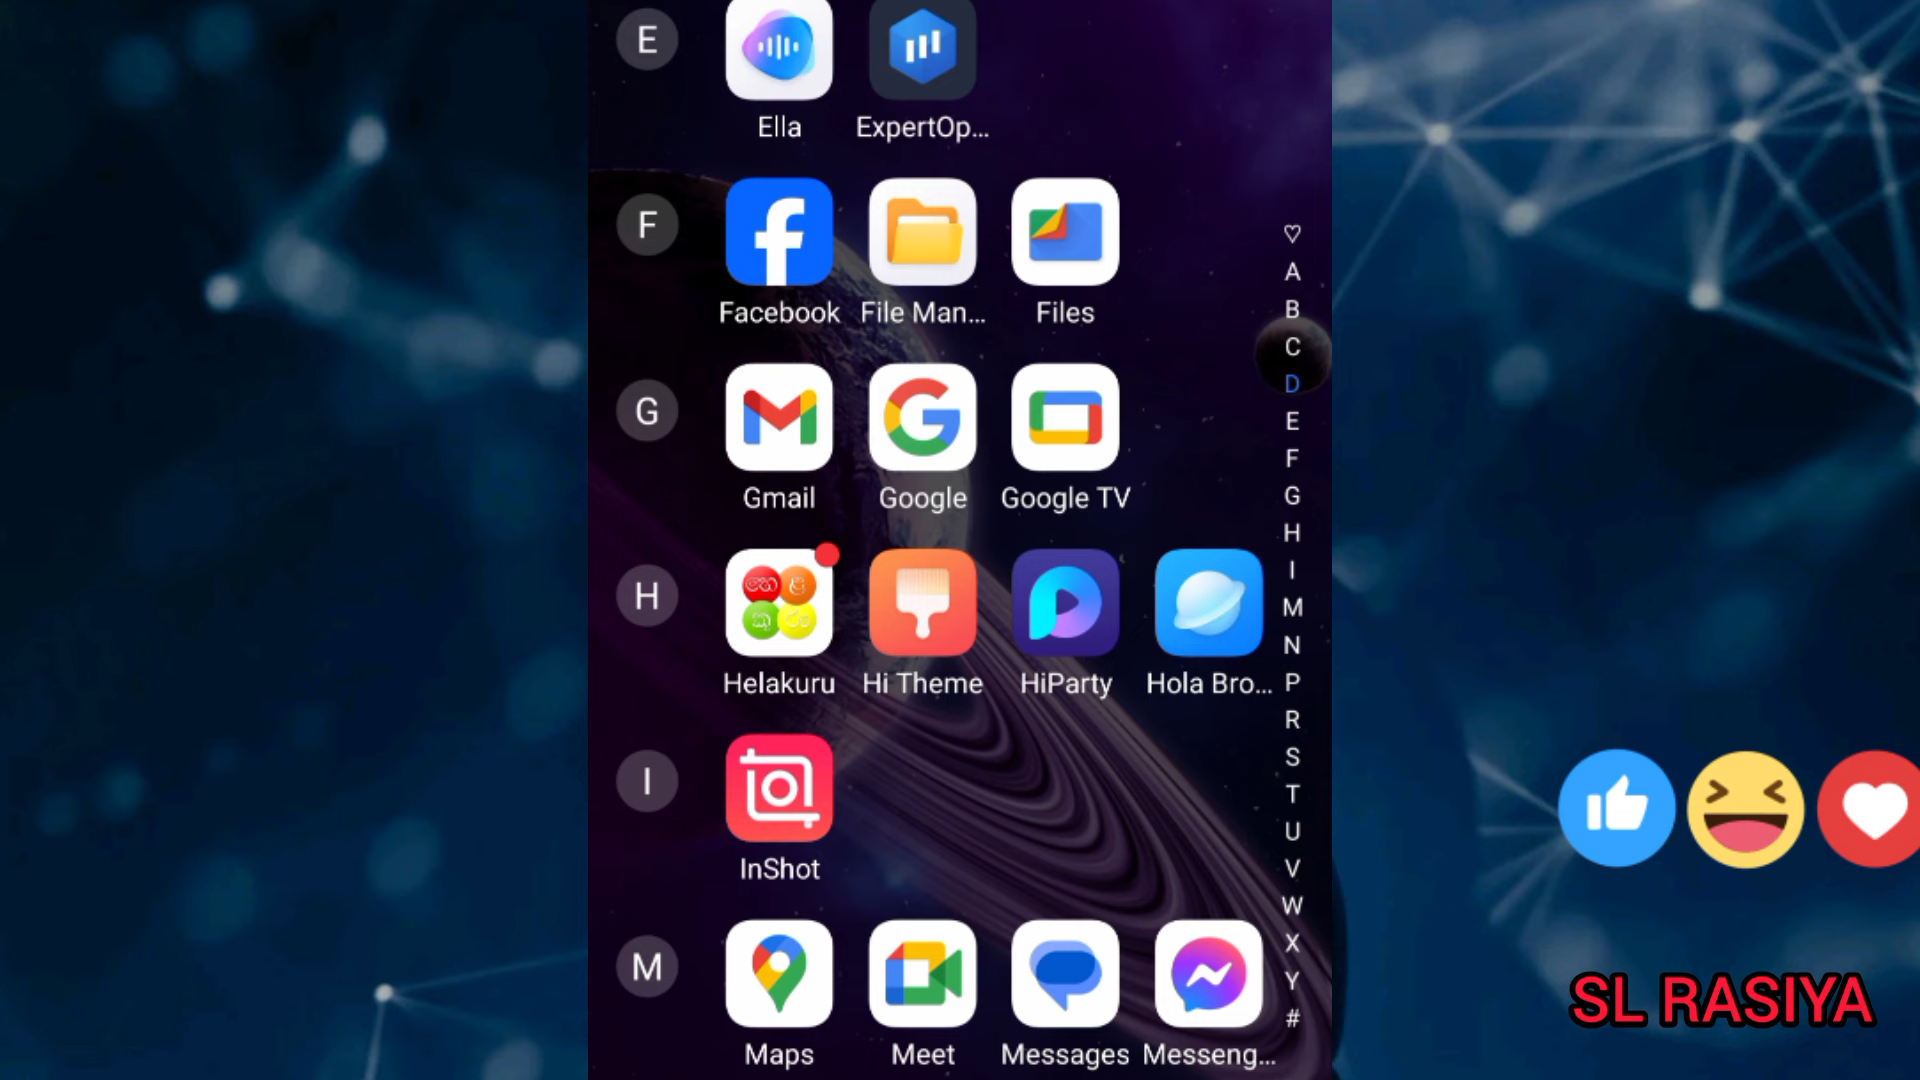 E
Ella ExpertOp...
F
Facebook File Man... Files
G
Gmail Google Google TV
H
හෙ ළ
කු රු
Helakuru Hi Theme HiParty Hola Bro...
I
InShot
M
Maps Meet Messages Messeng...
♡
A
B
C
D
E
F
G
H
I
M
N
P
R
S
T
U
V
W
X
Y
#
SL RASIYA